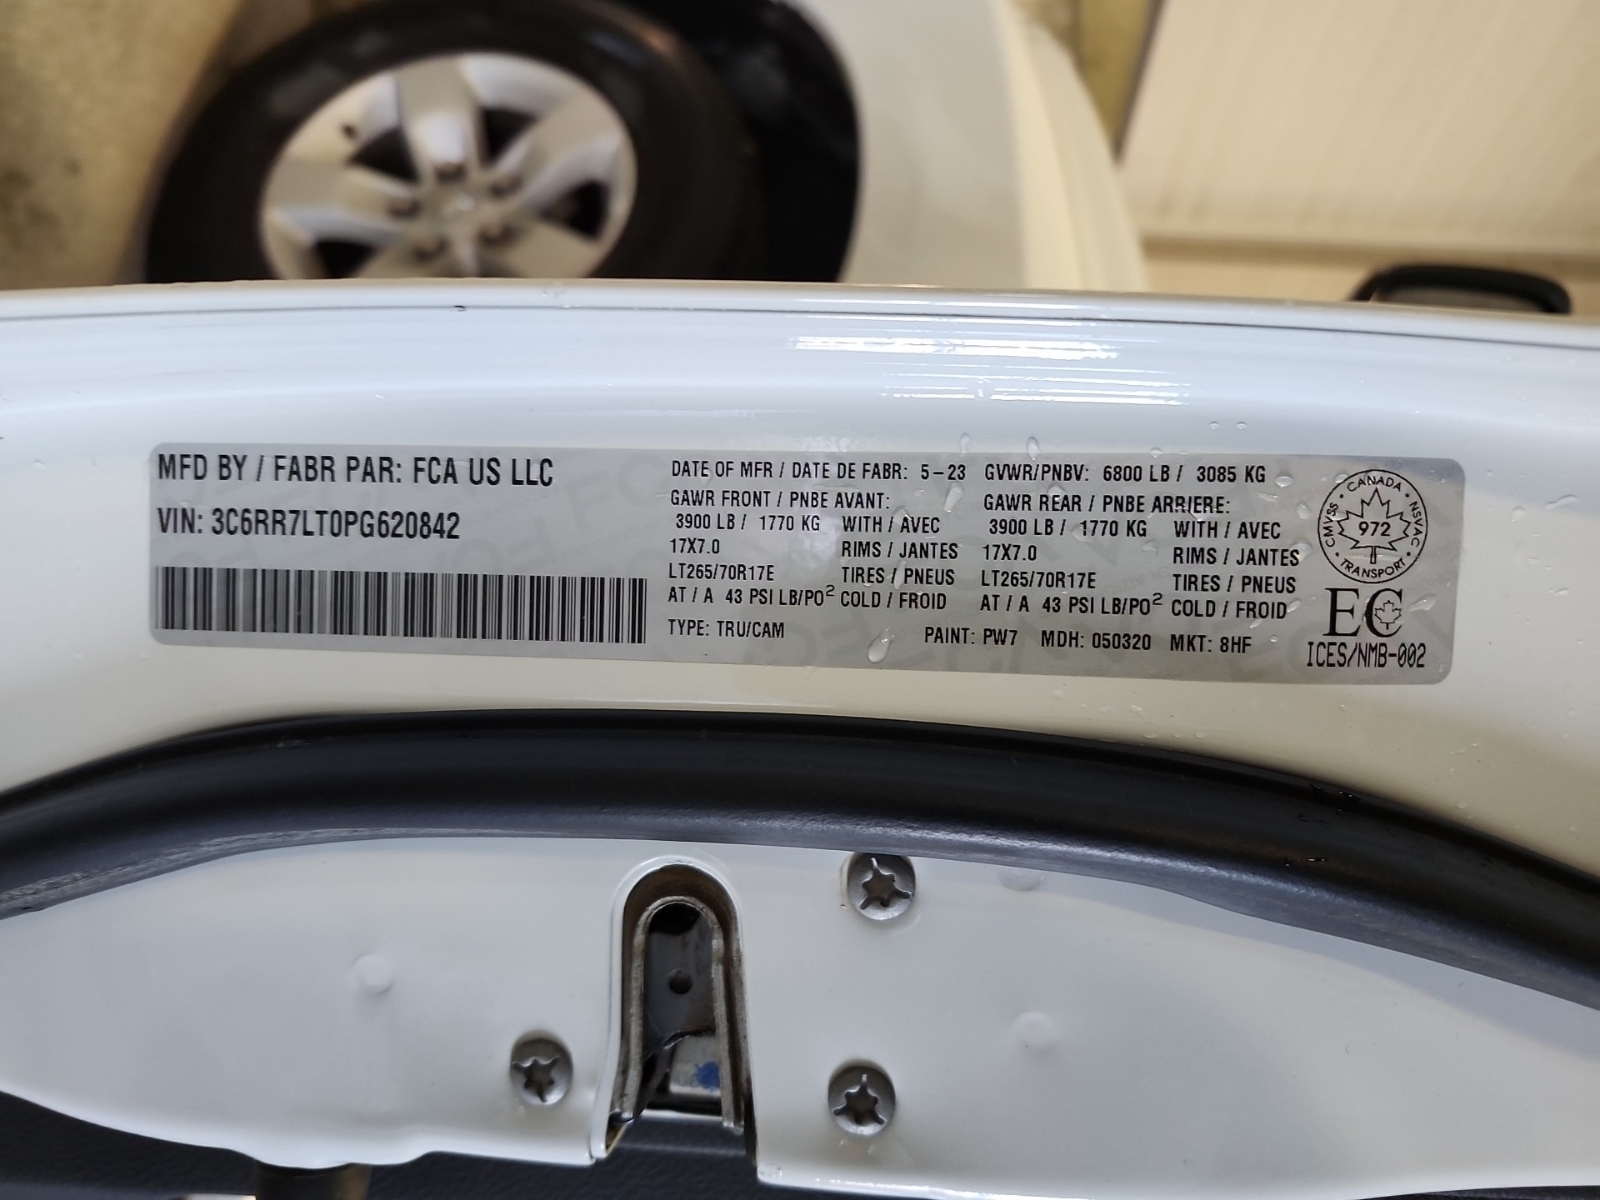 MFD BY / FABR PAR: FCA US LLC
VIN: 3C6RR7LT0PG620842
DATE OF MFR / DATE DE FABR: 5-23 GVWR/PNBV: 6800 LB / 3085 KG
GAWR FRONT / PNBE AVANT: GAWR REAR / PNBE ARRIERE:
3900 LB / 1770 KG WITH / AVEC 3900 LB / 1770 KG WITH / AVEC
17X7.0 RIMS / JANTES 17X7.0 RIMS / JANTES
LT265/70R17E TIRES / PNEUS LT265/70R17E TIRES / PNEUS
AT / A 43 PSI LB/PO² COLD / FROID AT / A 43 PSI LB/PO² COLD / FROID
TYPE: TRU/CAM PAINT: PW7 MDH: 050320 MKT: 8HF
CANADA
CMVSS 972 NSVAC
TRANSPORT
EC
ICES/NMB-002